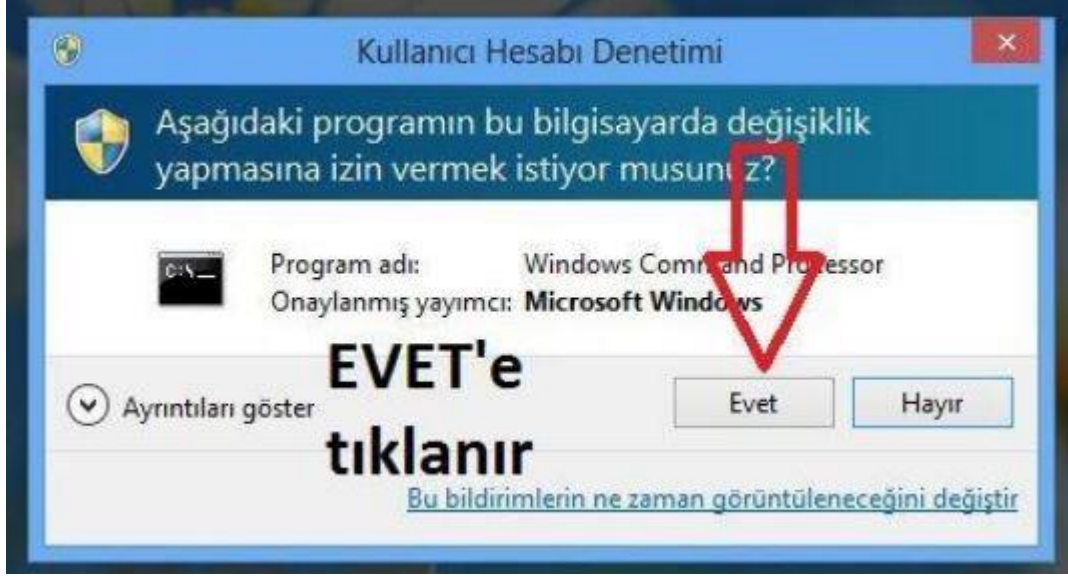 Kullanıcı Hesabı Denetimi
Aşağıdaki programın bu bilgisayarda değişiklik
yapmasına izin vermek istiyor musunuz?
C:\
Program adı: Windows Command Processor
Onaylanmış yayımcı: Microsoft Windows
EVET'e
tıklanır
Ayrıntıları göster
Evet
Hayır
Bu bildirimlerin ne zaman görüntüleneceğini değiştir